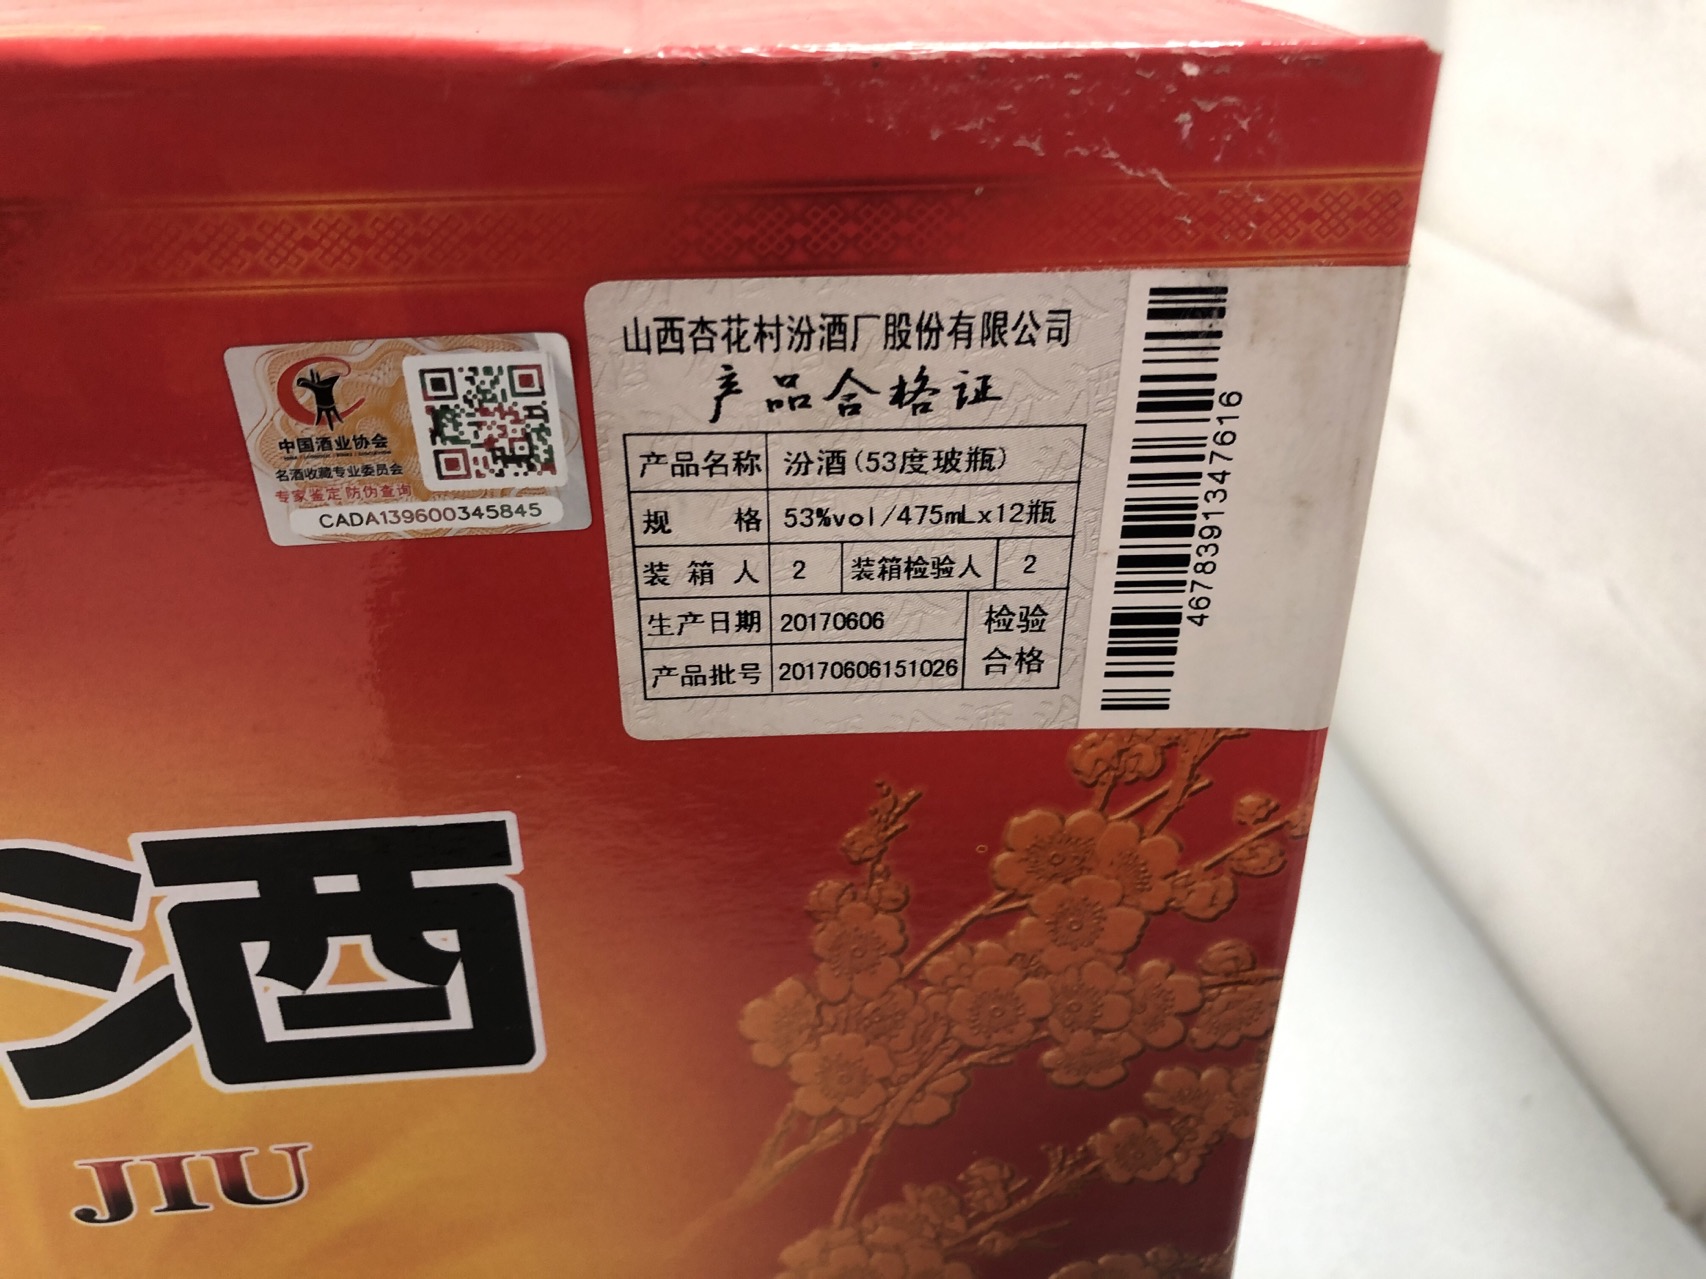 中国酒业协会
名酒收藏专业委员会
专家鉴定 防伪查询
CADA139600345845
山西杏花村汾酒厂股份有限公司
产品合格证
产品名称 汾酒(53度玻瓶)
规格 53%vol/475mLx12瓶
装箱人 2 装箱检验人 2
生产日期 20170606 检验
产品批号 20170606151026 合格
4678391347616
酒
JIU